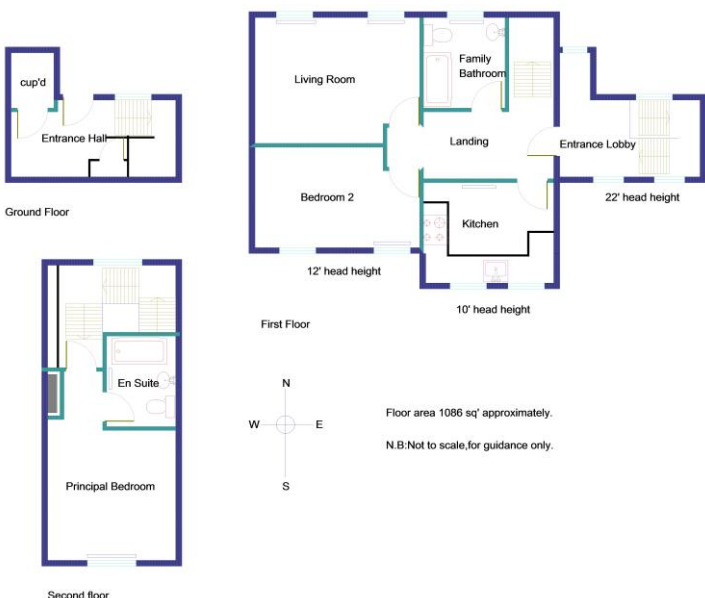 cup'd
Entrance Hall
Ground Floor
Living Room
Family
Bathroom
Landing
Entrance Lobby
Bedroom 2
Kitchen
22' head height
12' head height
10' head height
First Floor
En Suite
Principal Bedroom
Second floor
N
W
E
S
Floor area 1086 sq' approximately.
N.B:Not to scale,for guidance only.